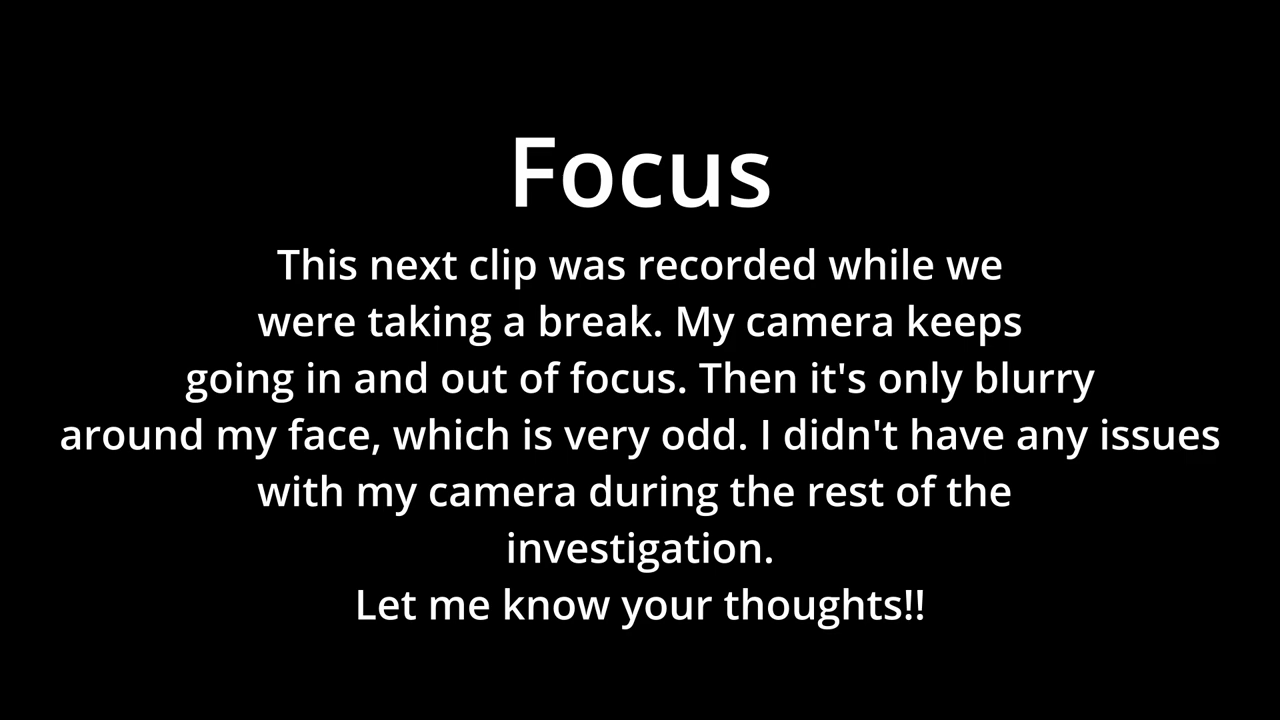 Focus
This next clip was recorded while we
were taking a break. My camera keeps
going in and out of focus. Then it's only blurry
around my face, which is very odd. I didn't have any issues
with my camera during the rest of the
investigation.
Let me know your thoughts!!